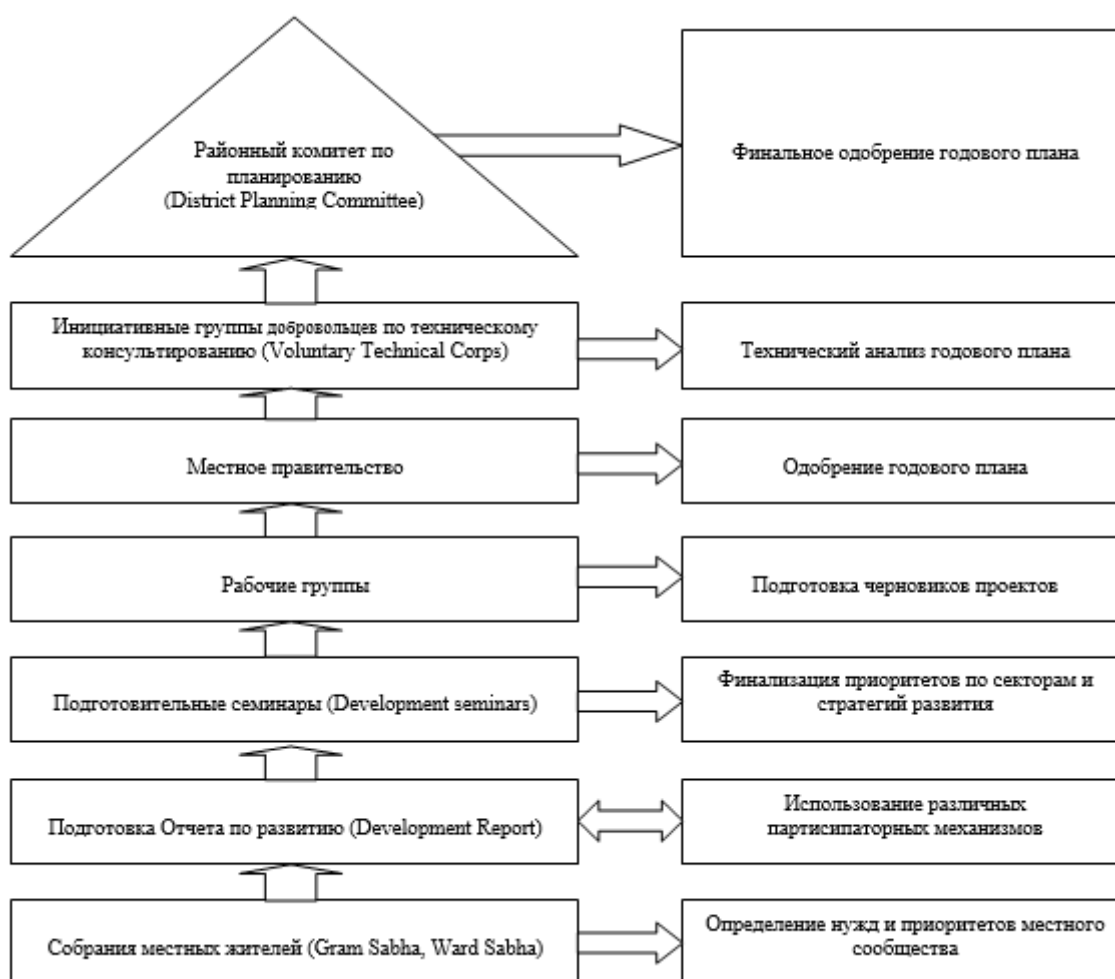 Районный комитет по
планированию
(District Planning Committee)
Финальное одобрение годового плана
Инициативные группы добровольцев по техническому
консультированию (Voluntary Technical Corps)
Технический анализ годового плана
Местное правительство
Одобрение годового плана
Рабочие группы
Подготовка черновиков проектов
Подготовительные семинары (Development seminars)
Финализация приоритетов по секторам и
стратегий развития
Подготовка Отчета по развитию (Development Report)
Использование различных
партисипаторных механизмов
Собрания местных жителей (Gram Sabha, Ward Sabha)
Определение нужд и приоритетов местного
сообщества